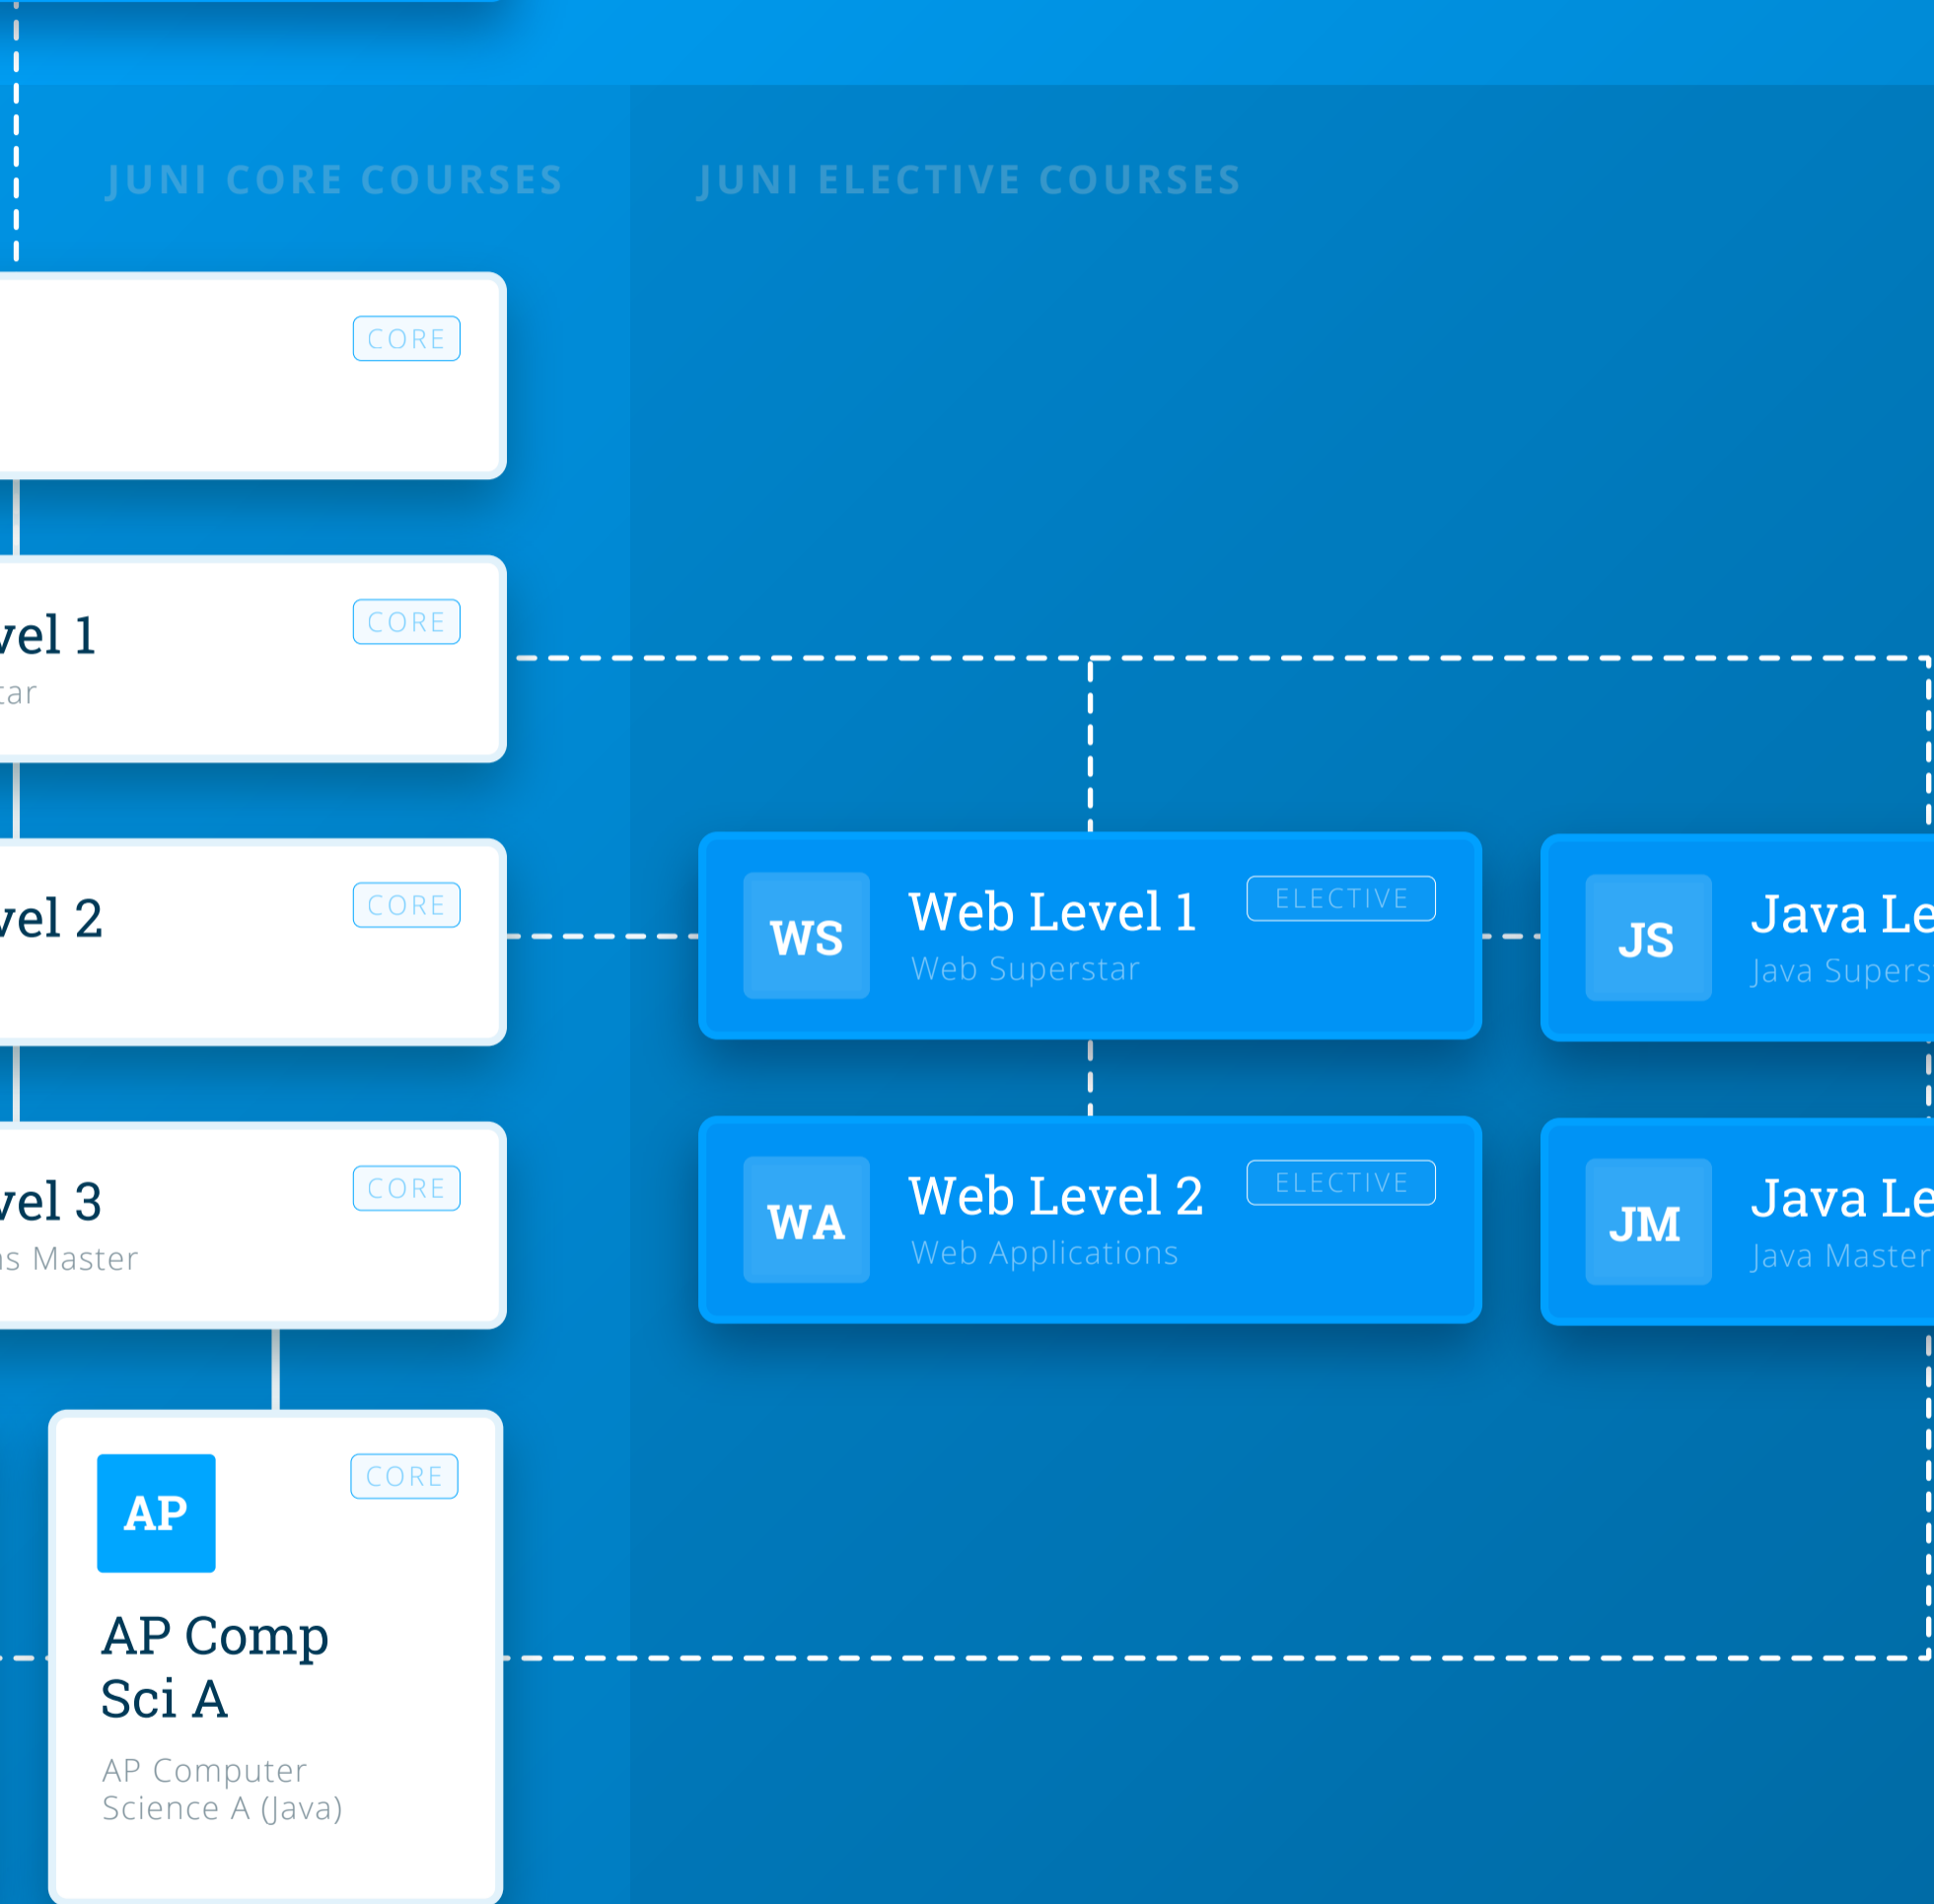 JUNI CORE COURSES
JUNI ELECTIVE COURSES
CORE
vel 1
tar
CORE
vel 2
CORE
WS
Web Level 1
Web Superstar
ELECTIVE
JS
Java Le
Java Supers
vel 3
ns Master
CORE
WA
Web Level 2
Web Applications
ELECTIVE
JM
Java Le
Java Master
AP
CORE
AP Comp
Sci A
AP Computer
Science A (Java)